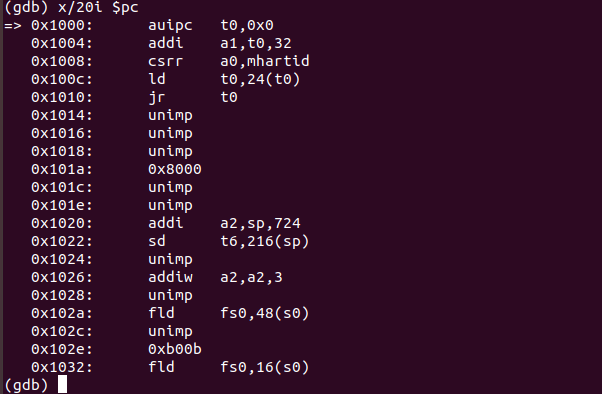 (gdb) x/20i $pc
=> 0x1000:	auipc	t0,0x0
   0x1004:	addi	a1,t0,32
   0x1008:	csrr	a0,mhartid
   0x100c:	ld	t0,24(t0)
   0x1010:	jr	t0
   0x1014:	unimp
   0x1016:	unimp
   0x1018:	unimp
   0x101a:	0x8000
   0x101c:	unimp
   0x101e:	unimp
   0x1020:	addi	a2,sp,724
   0x1022:	sd	t6,216(sp)
   0x1024:	unimp
   0x1026:	addiw	a2,a2,3
   0x1028:	unimp
   0x102a:	fld	fs0,48(s0)
   0x102c:	unimp
   0x102e:	0xb00b
   0x1032:	fld	fs0,16(s0)
(gdb)